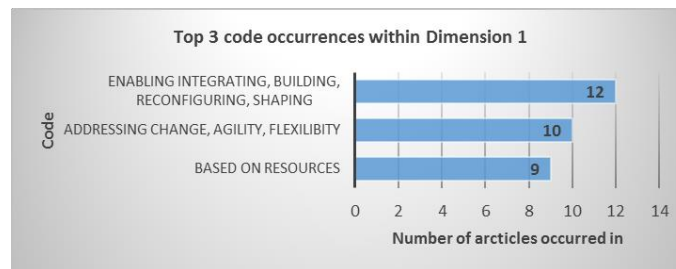 Top 3 code occurrences within Dimension 1
Code
ENABLING INTEGRATING, BUILDING,
RECONFIGURING, SHAPING
12
ADDRESSING CHANGE, AGILITY, FLEXILIBITY
10
BASED ON RESOURCES
9
0 2 4 6 8 10 12 14
Number of arcticles occurred in